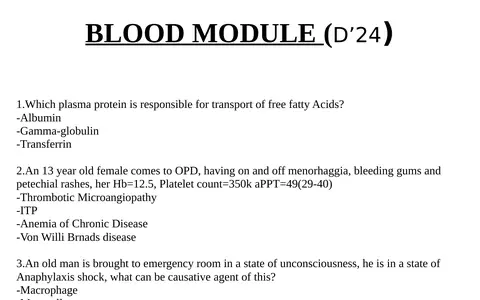 BLOOD MODULE (D’24)
1.Which plasma protein is responsible for transport of free fatty Acids?
-Albumin
-Gamma-globulin
-Transferrin
2.An 13 year old female comes to OPD, having on and off menorhaggia, bleeding gums and
petechial rashes, her Hb=12.5, Platelet count=350k aPPT=49(29-40)
-Thrombotic Microangiopathy
-ITP
-Anemia of Chronic Disease
-Von Willi Brnads disease
3.An old man is brought to emergency room in a state of unconsciousness, he is in a state of
Anaphylaxis shock, what can be causative agent of this?
-Macrophage